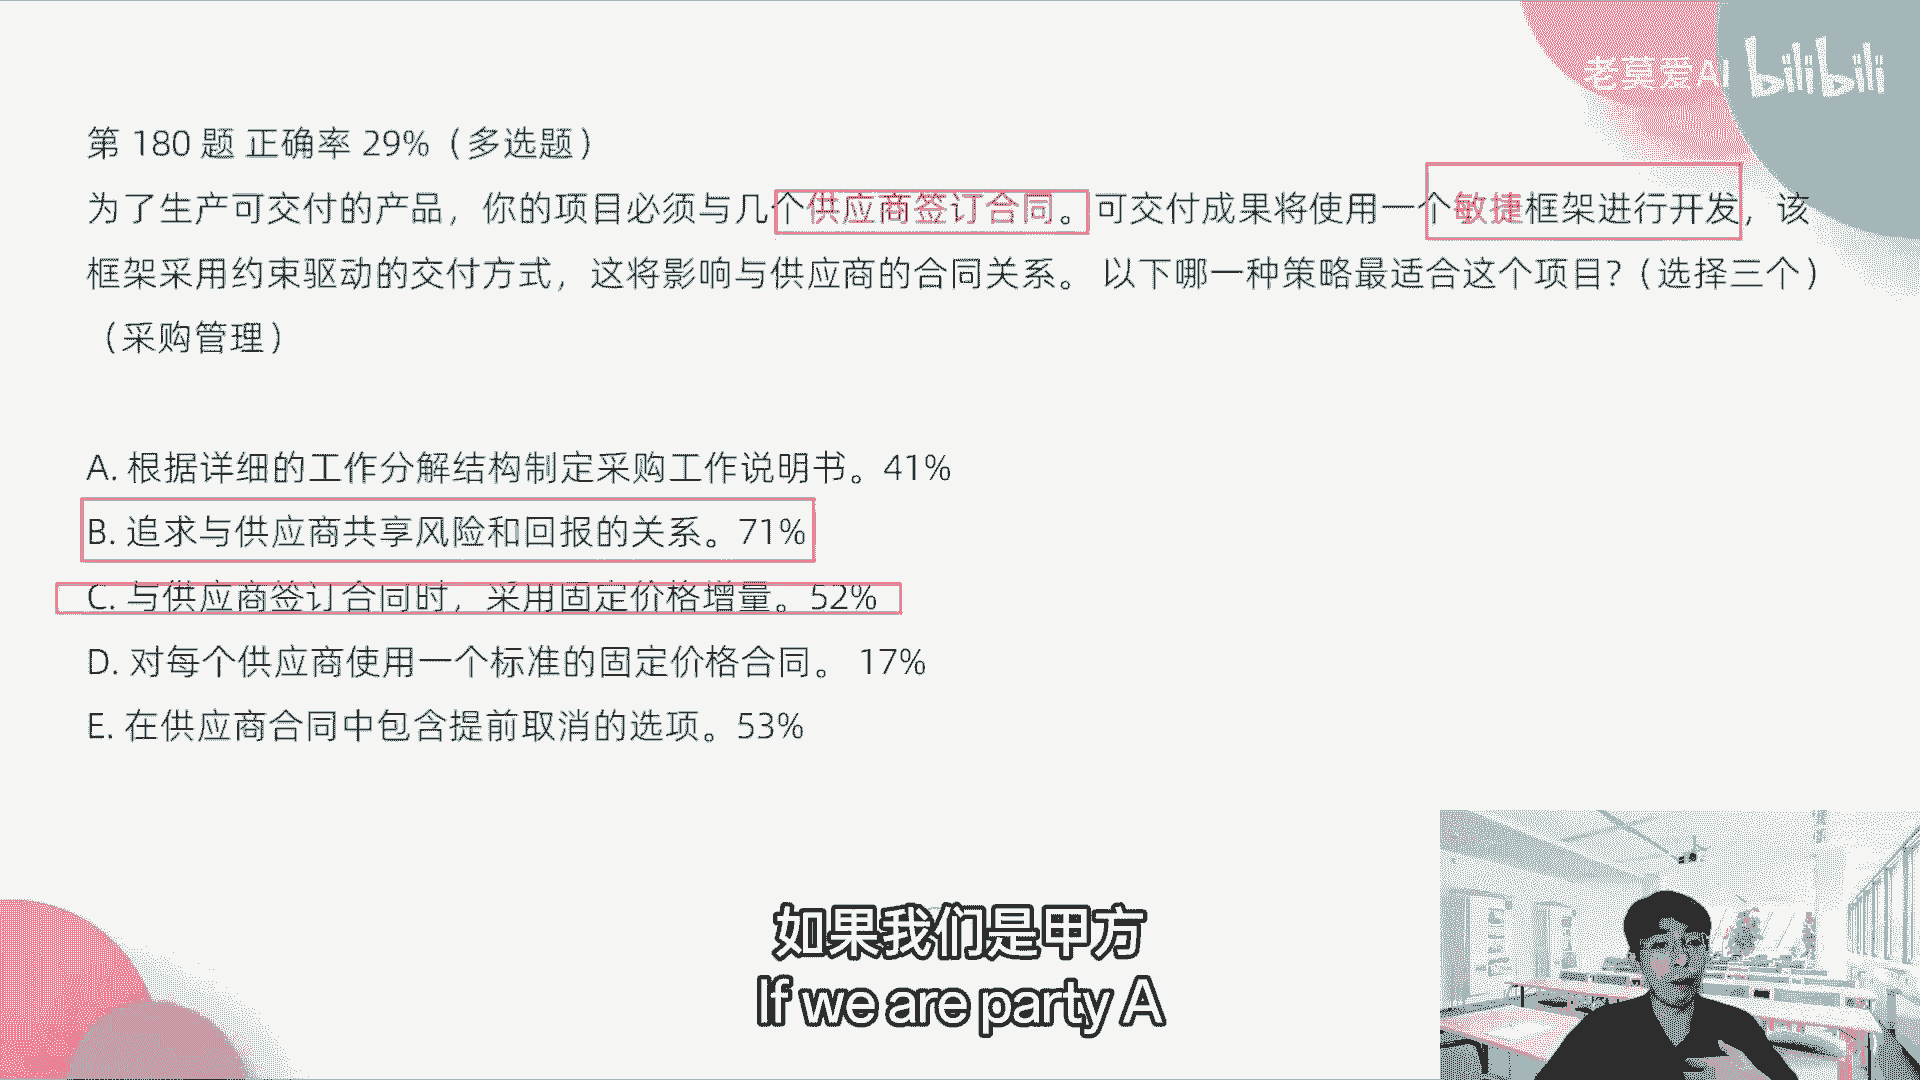 老莫爱AI bilibili
第 180 题 正确率 29%（多选题）
为了生产可交付的产品，你的项目必须与几个供应商签订合同。可交付成果将使用一个敏捷框架进行开发，该
框架采用约束驱动的交付方式，这将影响与供应商的合同关系。 以下哪一种策略最适合这个项目?（选择三个）
（采购管理）
A. 根据详细的工作分解结构制定采购工作说明书。41%
B. 追求与供应商共享风险和回报的关系。71%
C. 与供应商签订合同时，采用固定价格增量。52%
D. 对每个供应商使用一个标准的固定价格合同。 17%
E. 在供应商合同中包含提前取消的选项。53%
如果我们是甲方
If we are party A